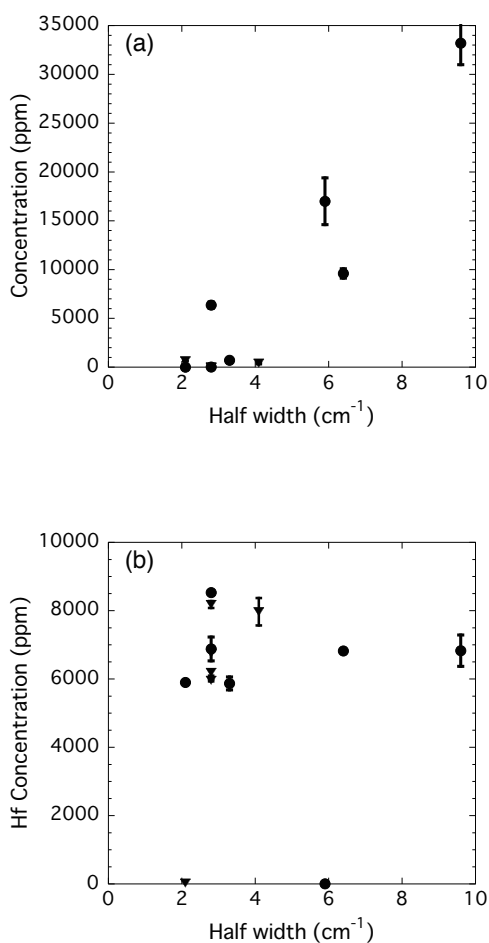 (a)
35000
30000
25000
20000
15000
10000
5000
0
Concentration (ppm)
0 2 4 6 8 10
Half width (cm-1)
(b)
10000
8000
6000
4000
2000
0
Hf Concentration (ppm)
0 2 4 6 8 10
Half width (cm-1)